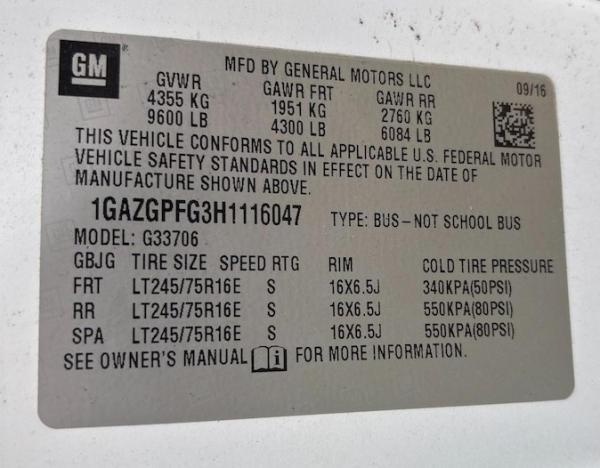 GM
MFD BY GENERAL MOTORS LLC
09/16
GVWR GAWR FRT GAWR RR
4355 KG 1951 KG 2760 KG
9600 LB 4300 LB 6084 LB
THIS VEHICLE CONFORMS TO ALL APPLICABLE U.S. FEDERAL MOTOR
VEHICLE SAFETY STANDARDS IN EFFECT ON THE DATE OF
MANUFACTURE SHOWN ABOVE.
1GAZGPFG3H1116047 TYPE: BUS–NOT SCHOOL BUS
MODEL: G33706
GBJG TIRE SIZE SPEED RTG RIM COLD TIRE PRESSURE
FRT LT245/75R16E S 16X6.5J 340KPA(50PSI)
RR LT245/75R16E S 16X6.5J 550KPA(80PSI)
SPA LT245/75R16E S 16X6.5J 550KPA(80PSI)
SEE OWNER'S MANUAL FOR MORE INFORMATION.